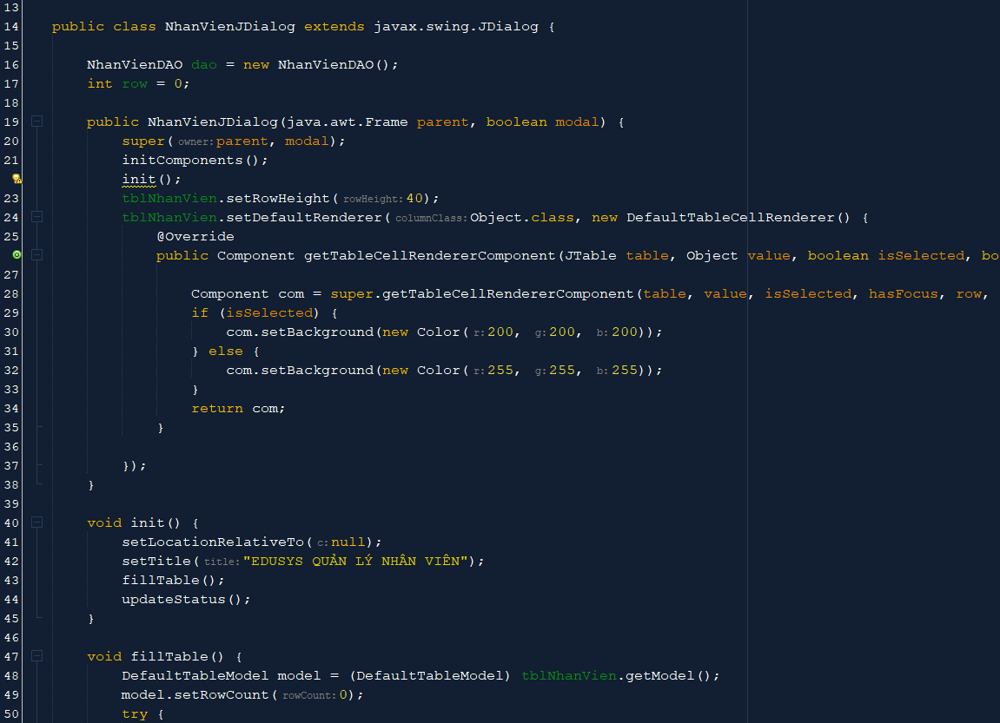 13
14 public class NhanVienJDialog extends javax.swing.JDialog {
15
16 NhanVienDAO dao = new NhanVienDAO();
17 int row = 0;
18
19 public NhanVienJDialog(java.awt.Frame parent, boolean modal) {
20 super(owner:parent, modal);
21 initComponents();
init();
23 tblNhanVien.setRowHeight(rowHeight:40);
24 tblNhanVien.setDefaultRenderer(columnClass:Object.class, new DefaultTableCellRenderer() {
25 @Override
public Component getTableCellRendererComponent(JTable table, Object value, boolean isSelected, bo
27
28 Component com = super.getTableCellRendererComponent(table, value, isSelected, hasFocus, row,
29 if (isSelected) {
30 com.setBackground(new Color(r:200, g:200, b:200));
31 } else {
32 com.setBackground(new Color(r:255, g:255, b:255));
33 }
34 return com;
35 }
36
37 });
38 }
39
40 void init() {
41 setLocationRelativeTo(c:null);
42 setTitle(title:"EDUSYS QUẢN LÝ NHÂN VIÊN");
43 fillTable();
44 updateStatus();
45 }
46
47 void fillTable() {
48 DefaultTableModel model = (DefaultTableModel) tblNhanVien.getModel();
49 model.setRowCount(rowCount:0);
50 try {